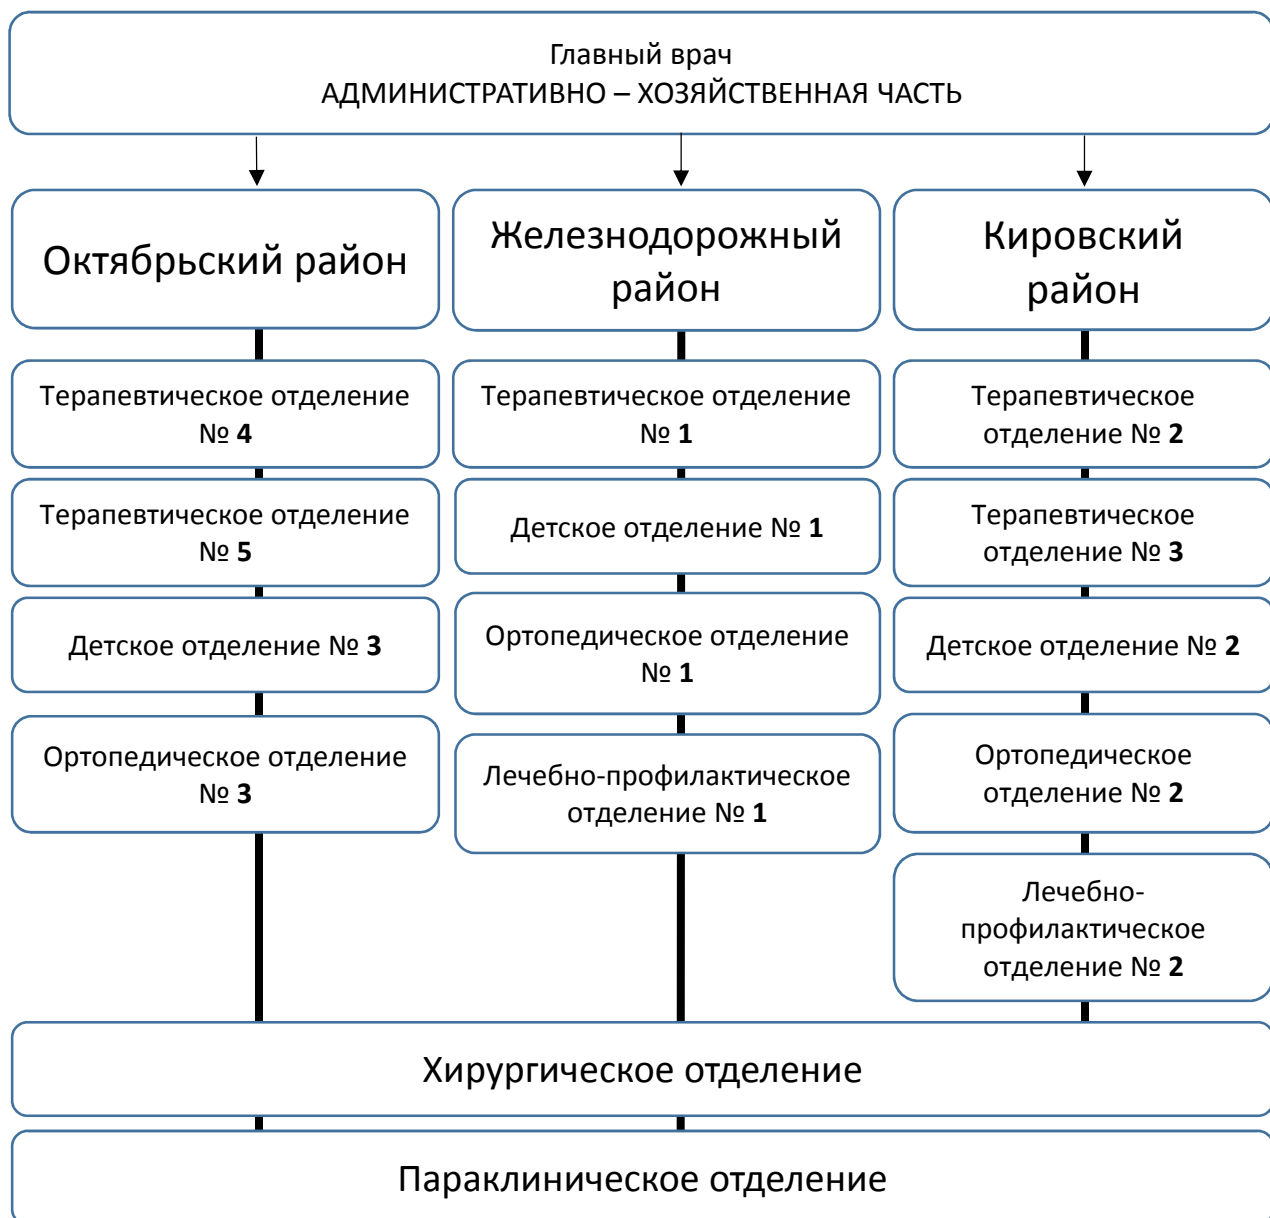 Главный врач
АДМИНИСТРАТИВНО – ХОЗЯЙСТВЕННАЯ ЧАСТЬ
Октябрьский район
Железнодорожный
район
Кировский
район
Терапевтическое отделение
№ 4
Терапевтическое отделение
№ 1
Терапевтическое
отделение № 2
Терапевтическое отделение
№ 5
Детское отделение № 1
Терапевтическое
отделение № 3
Детское отделение № 3
Ортопедическое отделение
№ 1
Детское отделение № 2
Ортопедическое отделение
№ 3
Лечебно-профилактическое
отделение № 1
Ортопедическое
отделение № 2
Лечебно-
профилактическое
отделение № 2
Хирургическое отделение
Параклиническое отделение